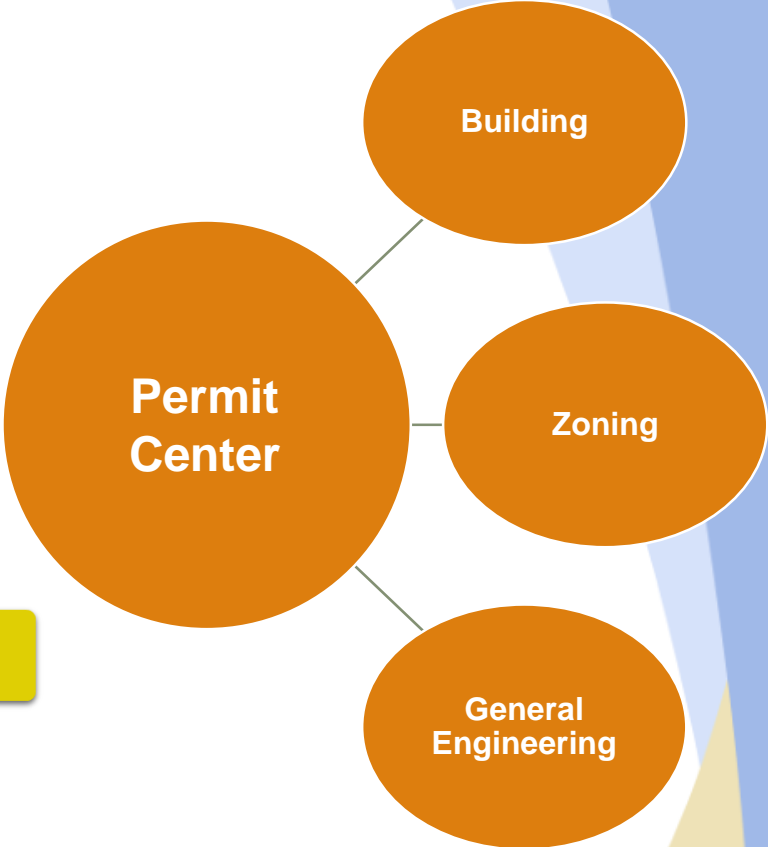 Building
Permit
Center
Zoning
General
Engineering